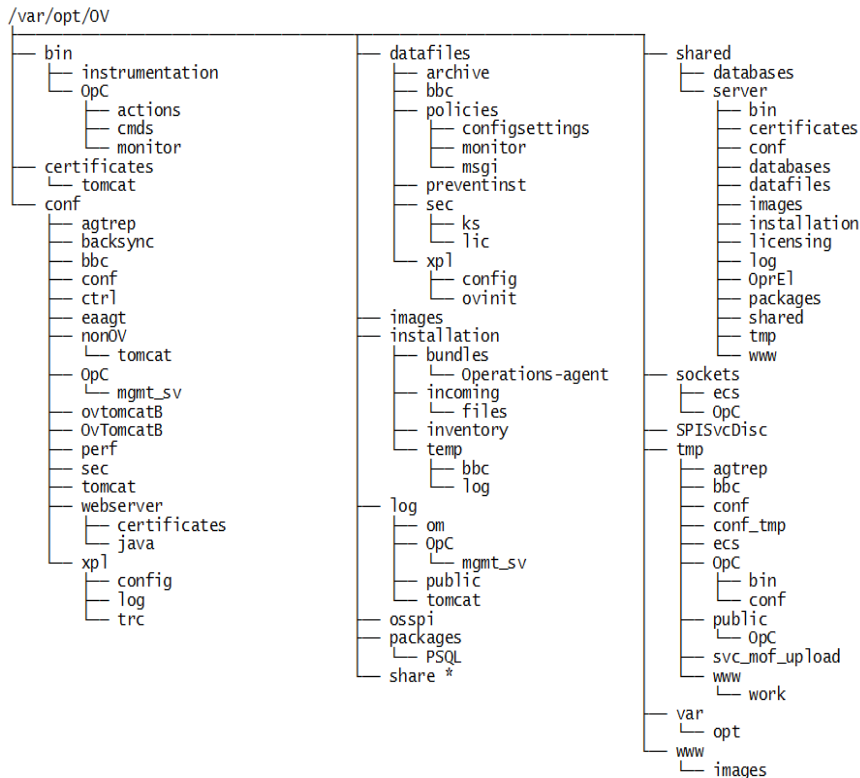 /var/opt/OV
bin
instrumentation
OpC
actions
cmds
monitor
certificates
tomcat
conf
agtrep
backsync
bbc
conf
ctrl
eaagt
nonOV
tomcat
OpC
mgmt_sv
ovtomcatB
OvTomcatB
perf
sec
tomcat
webserver
certificates
java
xpl
config
log
trc
datafiles
archive
bbc
policies
configsettings
monitor
msgi
preventinst
sec
ks
lic
xpl
config
ovinit
images
installation
bundles
Operations-agent
incoming
files
inventory
temp
bbc
log
log
om
OpC
mgmt_sv
public
tomcat
osspi
packages
PSQL
share *
shared
databases
server
bin
certificates
conf
databases
datafiles
images
installation
licensing
log
OprEl
packages
shared
tmp
www
sockets
ecs
OpC
SPISvcDisc
tmp
agtrep
bbc
conf
conf_tmp
ecs
OpC
bin
conf
public
OpC
svc_mof_upload
www
work
var
opt
www
images